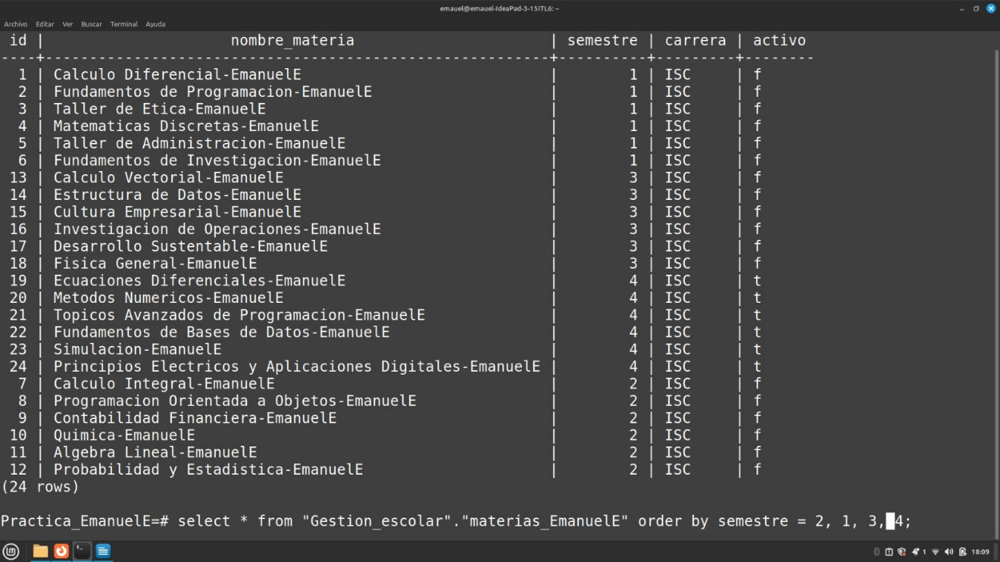 emauel@emauel-IdeaPad-3-15ITL6: ~
Archivo Editar Ver Buscar Terminal Ayuda
id | nombre_materia | semestre | carrera | activo
----+---------------------------------------------------------+----------+---------+--------
1 | Calculo Diferencial-EmanuelE | 1 | ISC | f
2 | Fundamentos de Programacion-EmanuelE | 1 | ISC | f
3 | Taller de Etica-EmanuelE | 1 | ISC | f
4 | Matematicas Discretas-EmanuelE | 1 | ISC | f
5 | Taller de Administracion-EmanuelE | 1 | ISC | f
6 | Fundamentos de Investigacion-EmanuelE | 1 | ISC | f
13 | Calculo Vectorial-EmanuelE | 3 | ISC | f
14 | Estructura de Datos-EmanuelE | 3 | ISC | f
15 | Cultura Empresarial-EmanuelE | 3 | ISC | f
16 | Investigacion de Operaciones-EmanuelE | 3 | ISC | f
17 | Desarrollo Sustentable-EmanuelE | 3 | ISC | f
18 | Fisica General-EmanuelE | 3 | ISC | f
19 | Ecuaciones Diferenciales-EmanuelE | 4 | ISC | t
20 | Metodos Numericos-EmanuelE | 4 | ISC | t
21 | Topicos Avanzados de Programacion-EmanuelE | 4 | ISC | t
22 | Fundamentos de Bases de Datos-EmanuelE | 4 | ISC | t
23 | Simulacion-EmanuelE | 4 | ISC | t
24 | Principios Electricos y Aplicaciones Digitales-EmanuelE | 4 | ISC | t
7 | Calculo Integral-EmanuelE | 2 | ISC | f
8 | Programacion Orientada a Objetos-EmanuelE | 2 | ISC | f
9 | Contabilidad Financiera-EmanuelE | 2 | ISC | f
10 | Quimica-EmanuelE | 2 | ISC | f
11 | Algebra Lineal-EmanuelE | 2 | ISC | f
12 | Probabilidad y Estadistica-EmanuelE | 2 | ISC | f
(24 rows)
Practica_EmanuelE=# select * from "Gestion_escolar"."materias_EmanuelE" order by semestre = 2, 1, 3, 4;
1 18:09